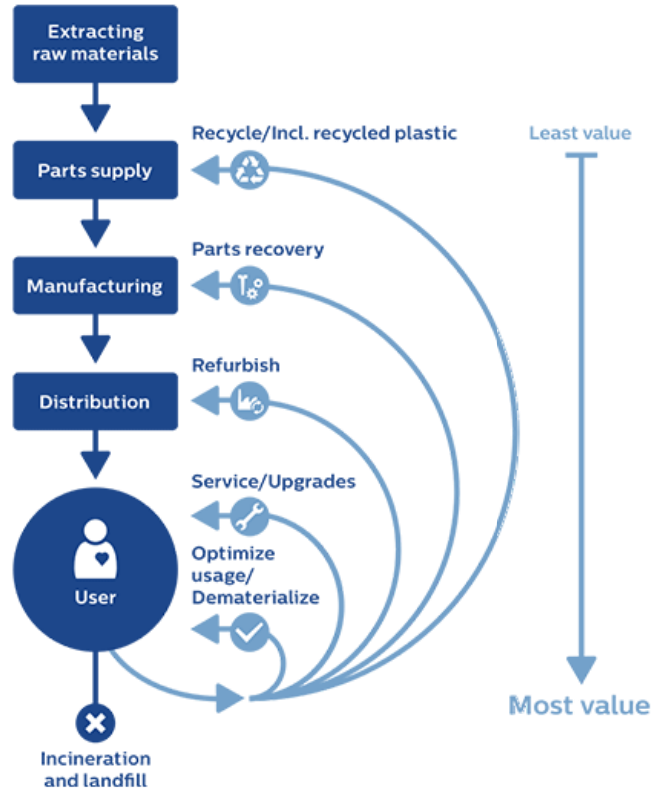 Extracting
raw materials
Recycle/Incl. recycled plastic
Least value
Parts supply
Parts recovery
Manufacturing
Refurbish
Distribution
Service/Upgrades
Optimize
usage/
Dematerialize
User
Most value
Incineration
and landfill